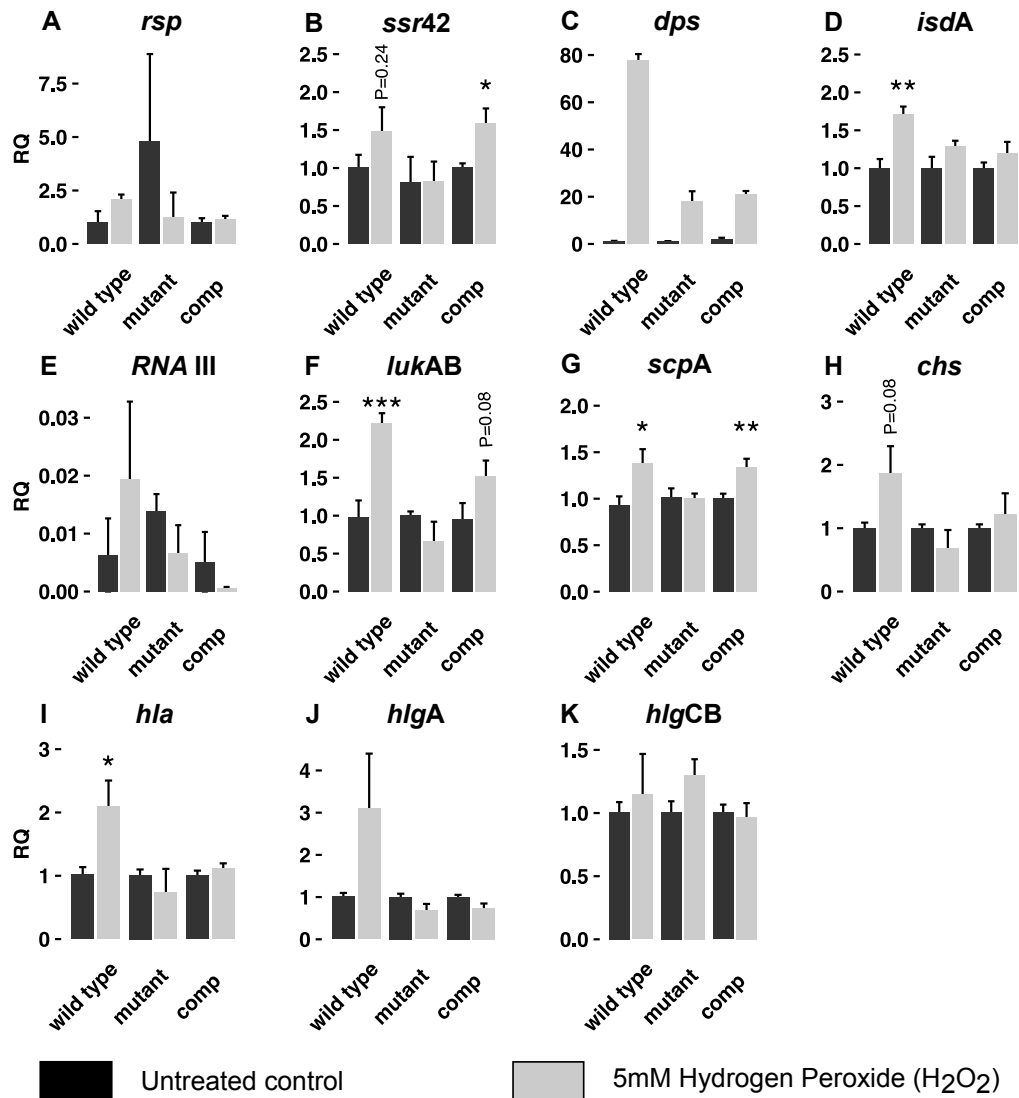 A rsp
B ssr42
C dps
D isdA
RQ
7.5
5.0
2.5
0.0
wild type
mutant
comp
2.5
2.0
1.5
1.0
0.5
0.0
P=0.24
*
wild type
mutant
comp
80
60
40
20
0
wild type
mutant
comp
2.5
2.0
1.5
1.0
0.5
0.0
**
wild type
mutant
comp
E RNA III
F lukAB
G scpA
H chs
RQ
0.03
0.02
0.01
0.00
wild type
mutant
comp
2.5
2.0
1.5
1.0
0.5
0.0
***
P=0.08
wild type
mutant
comp
2.0
1.5
1.0
0.5
0.0
*
**
wild type
mutant
comp
3
2
1
0
P=0.08
wild type
mutant
comp
I hla
J hlgA
K hlgCB
RQ
3
2
1
0
*
wild type
mutant
comp
4
3
2
1
0
wild type
mutant
comp
1.5
1.0
0.5
0.0
wild type
mutant
comp
Untreated control
5mM Hydrogen Peroxide (H₂O₂)